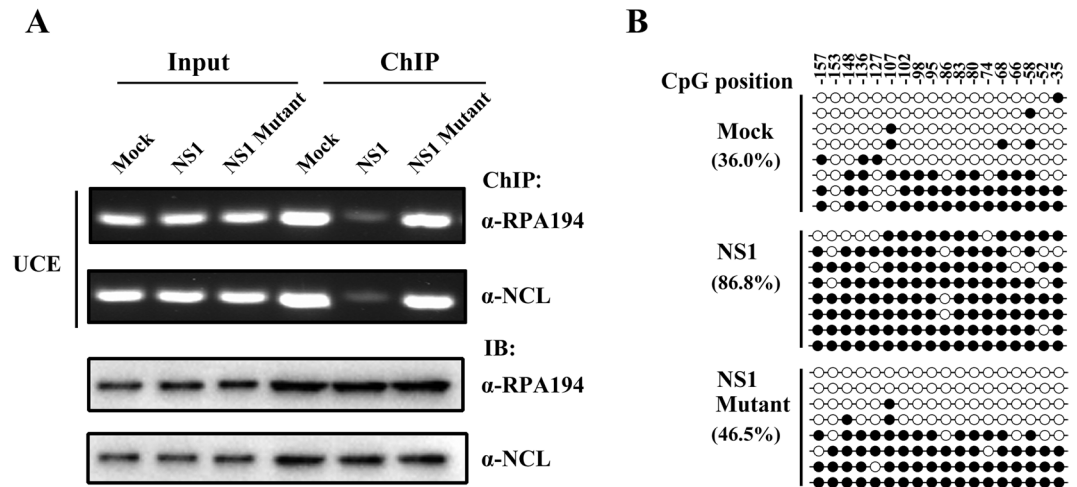 A
Input
ChIP
Mock
NS1
NS1 Mutant
Mock
NS1
NS1 Mutant
ChIP:
UCE
α-RPA194
α-NCL
IB:
α-RPA194
α-NCL
B
CpG position
-157 -153 -148 -136 -127 -107 -102 -98 -95 -86 -83 -80 -74 -68 -66 -58 -52 -35
Mock
(36.0%)
NS1
(86.8%)
NS1
Mutant
(46.5%)